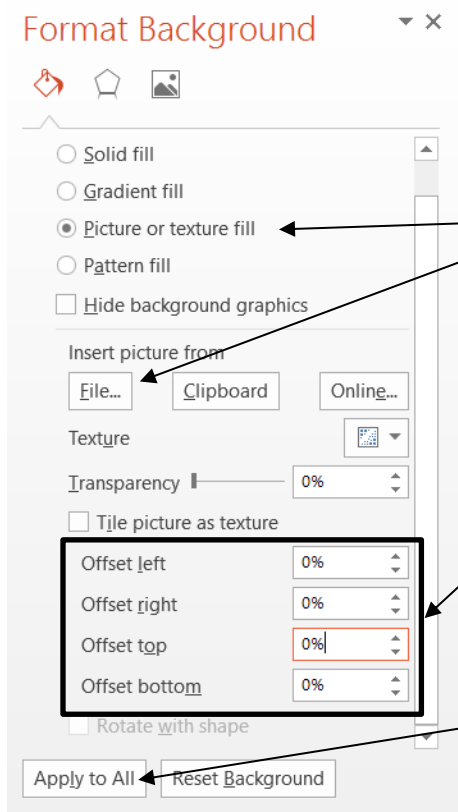 Format Background
Solid fill
Gradient fill
Picture or texture fill
Pattern fill
Hide background graphics
Insert picture from
File... Clipboard Online...
Texture
Transparency 0%
Tile picture as texture
Offset left 0%
Offset right 0%
Offset top 0%
Offset bottom 0%
Rotate with shape
Apply to All Reset Background